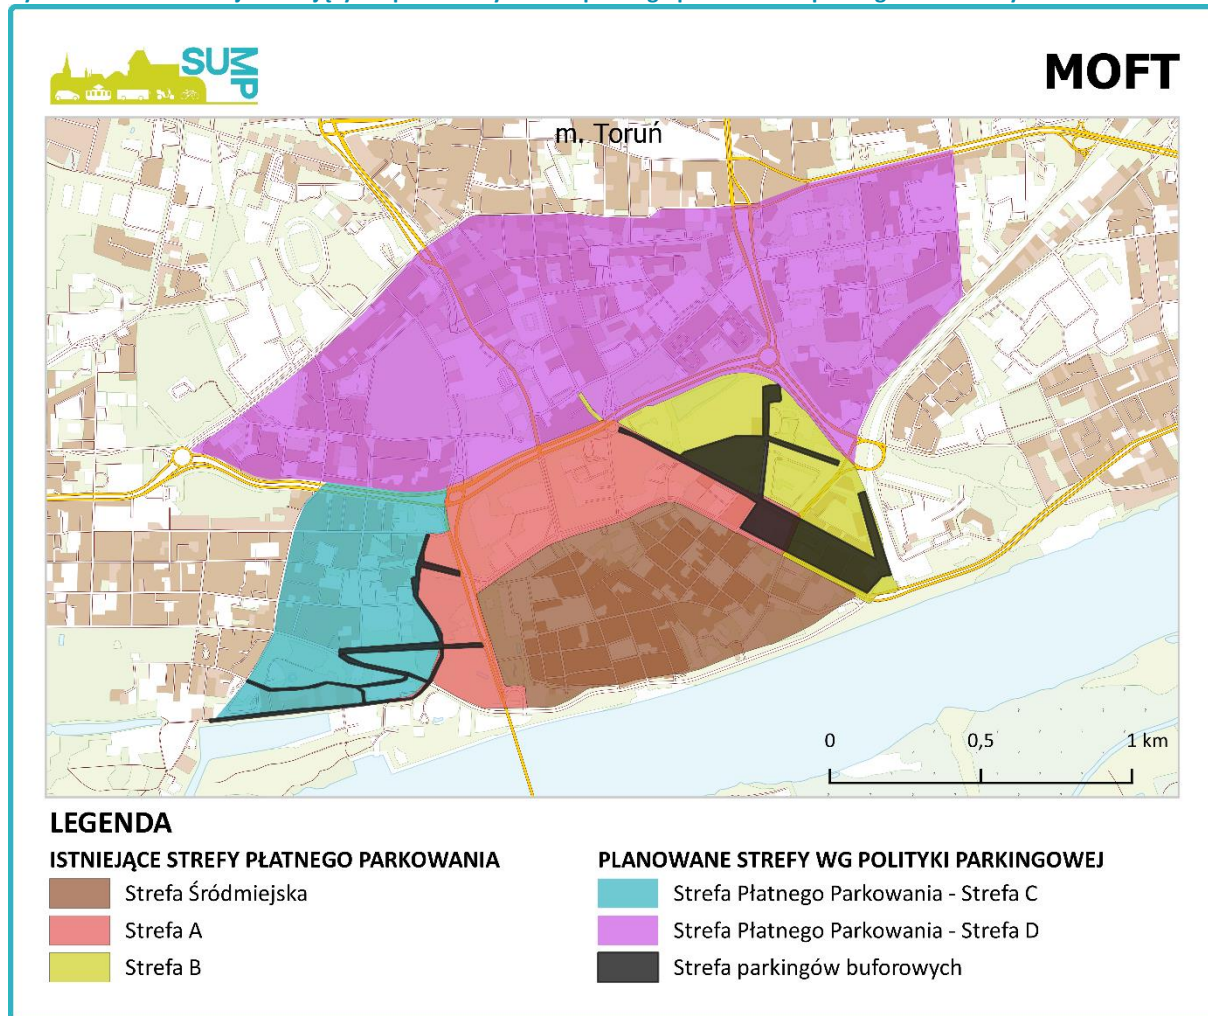 SUMP
MOFT
m. Toruń
0 0,5 1 km
LEGENDA
ISTNIEJĄCE STREFY PŁATNEGO PARKOWANIA
Strefa Śródmiejska
Strefa A
Strefa B
PLANOWANE STREFY WG POLITYKI PARKINGOWEJ
Strefa Płatnego Parkowania - Strefa C
Strefa Płatnego Parkowania - Strefa D
Strefa parkingów buforowych